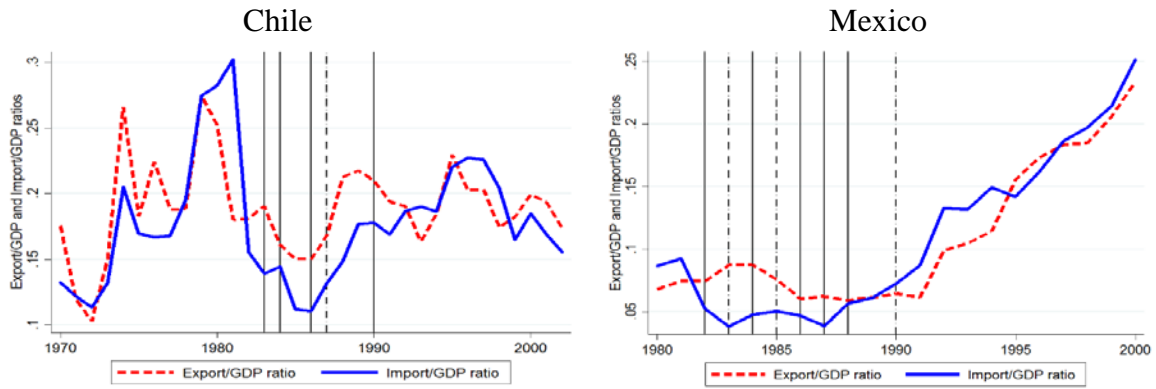 Chile
Export/GDP and Import/GDP ratios
.3
.25
.2
.15
.1
1970 1980 1990 2000
Export/GDP ratio Import/GDP ratio
Mexico
Export/GDP and Import/GDP ratios
.25
.2
.15
.1
.05
1980 1985 1990 1995 2000
Export/GDP ratio Import/GDP ratio